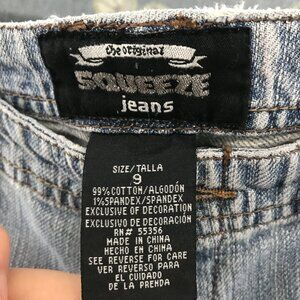 the original
SQUEEZE
jeans
SIZE/TALLA
9
99% COTTON/ALGODÓN
1% SPANDEX/SPANDEX
EXCLUSIVE OF DECORATION
EXCLUSIVO DE DECORACIÓN
RN# 55356
MADE IN CHINA
HECHO EN CHINA
SEE REVERSE FOR CARE
VER REVERSO PARA
EL CUIDADO
DE LA PRENDA